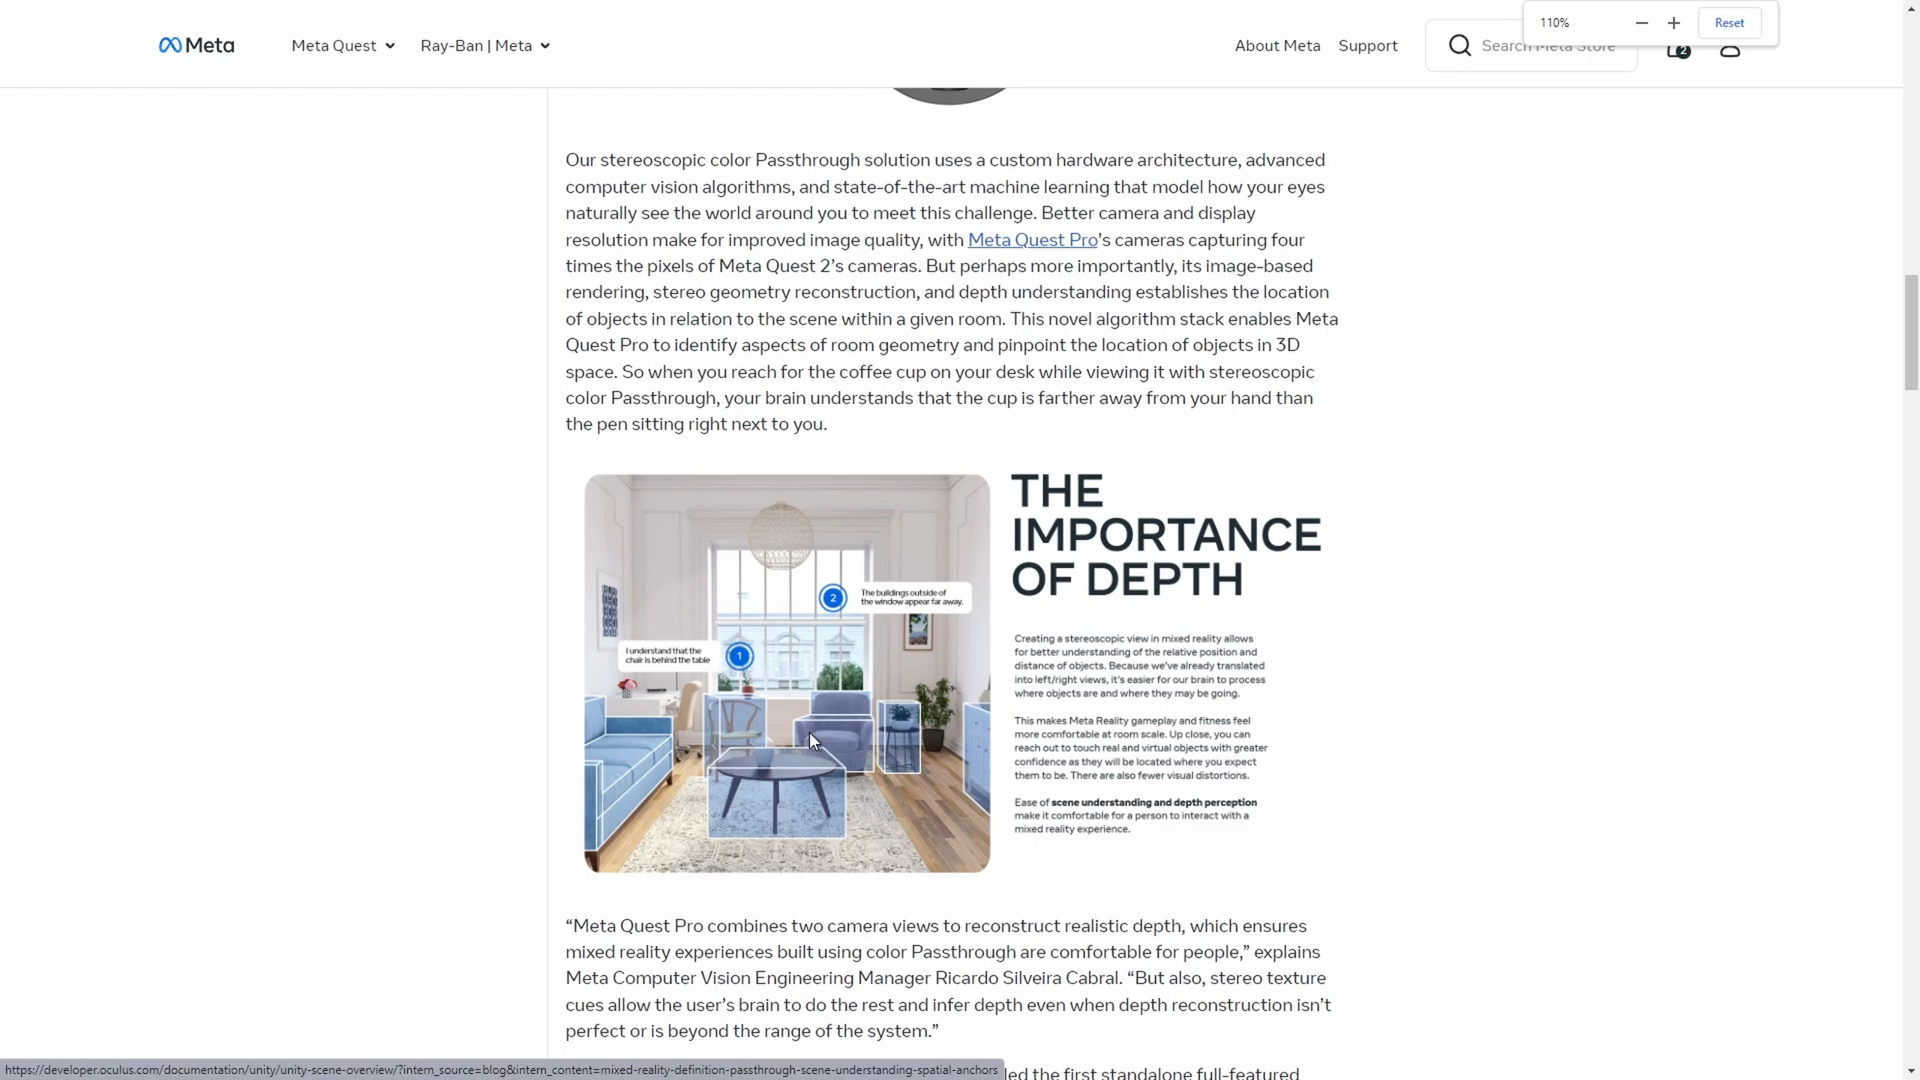 110%
Reset
Meta
Meta Quest
Ray-Ban | Meta
About Meta
Support
Search Meta Store
2
Our stereoscopic color Passthrough solution uses a custom hardware architecture, advanced
computer vision algorithms, and state-of-the-art machine learning that model how your eyes
naturally see the world around you to meet this challenge. Better camera and display
resolution make for improved image quality, with Meta Quest Pro’s cameras capturing four
times the pixels of Meta Quest 2’s cameras. But perhaps more importantly, its image-based
rendering, stereo geometry reconstruction, and depth understanding establishes the location
of objects in relation to the scene within a given room. This novel algorithm stack enables Meta
Quest Pro to identify aspects of room geometry and pinpoint the location of objects in 3D
space. So when you reach for the coffee cup on your desk while viewing it with stereoscopic
color Passthrough, your brain understands that the cup is farther away from your hand than
the pen sitting right next to you.
2
The buildings outside of
the window appear far away.
I understand that the
chair is behind the table
1
THE
IMPORTANCE
OF DEPTH
Creating a stereoscopic view in mixed reality allows
for better understanding of the relative position and
distance of objects. Because we’ve already translated
into left/right views, it’s easier for our brain to process
where objects are and where they may be going.
This makes Meta Reality gameplay and fitness feel
more comfortable at room scale. Up close, you can
reach out to touch real and virtual objects with greater
confidence as they will be located where you expect
them to be. There are also fewer visual distortions.
Ease of scene understanding and depth perception
make it comfortable for a person to interact with a
mixed reality experience.
“Meta Quest Pro combines two camera views to reconstruct realistic depth, which ensures
mixed reality experiences built using color Passthrough are comfortable for people,” explains
Meta Computer Vision Engineering Manager Ricardo Silveira Cabral. “But also, stereo texture
cues allow the user’s brain to do the rest and infer depth even when depth reconstruction isn’t
perfect or is beyond the range of the system.”
https://developer.oculus.com/documentation/unity/unity-scene-overview/?intern_source=blog&intern_content=mixed-reality-definition-passthrough-scene-understanding-spatial-anchors
the first standalone full-featured